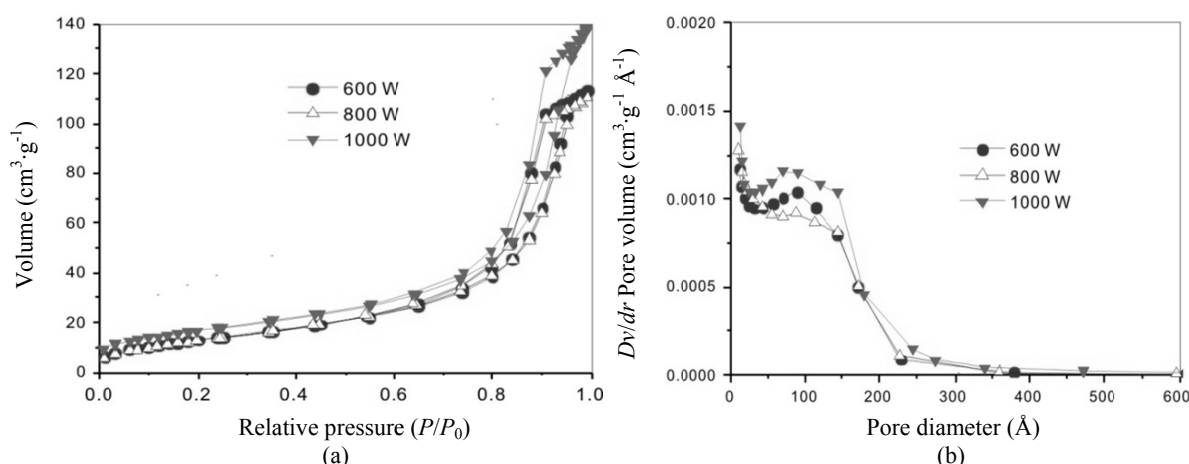 140
120
100
80
60
40
20
0
Volume (cm³·g⁻¹)
600 W
800 W
1000 W
0.0 0.2 0.4 0.6 0.8 1.0
Relative pressure (P/P₀)
(a)
0.0020
0.0015
0.0010
0.0005
0.0000
Dv/dr Pore volume (cm³·g⁻¹ Å⁻¹)
600 W
800 W
1000 W
0 100 200 300 400 500 600
Pore diameter (Å)
(b)